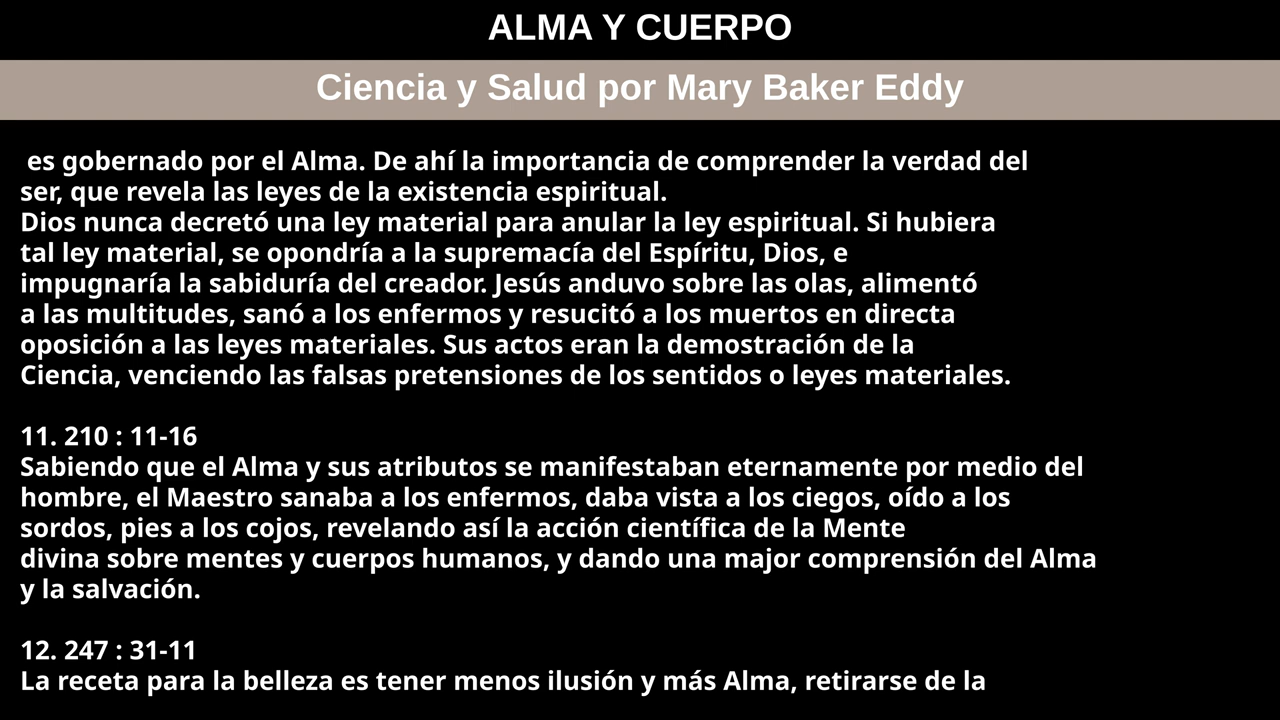 ALMA Y CUERPO
Ciencia y Salud por Mary Baker Eddy
es gobernado por el Alma. De ahí la importancia de comprender la verdad del
ser, que revela las leyes de la existencia espiritual.
Dios nunca decretó una ley material para anular la ley espiritual. Si hubiera
tal ley material, se opondría a la supremacía del Espíritu, Dios, e
impugnaría la sabiduría del creador. Jesús anduvo sobre las olas, alimentó
a las multitudes, sanó a los enfermos y resucitó a los muertos en directa
oposición a las leyes materiales. Sus actos eran la demostración de la
Ciencia, venciendo las falsas pretensiones de los sentidos o leyes materiales.
11. 210 : 11-16
Sabiendo que el Alma y sus atributos se manifestaban eternamente por medio del
hombre, el Maestro sanaba a los enfermos, daba vista a los ciegos, oído a los
sordos, pies a los cojos, revelando así la acción científica de la Mente
divina sobre mentes y cuerpos humanos, y dando una major comprensión del Alma
y la salvación.
12. 247 : 31-11
La receta para la belleza es tener menos ilusión y más Alma, retirarse de la